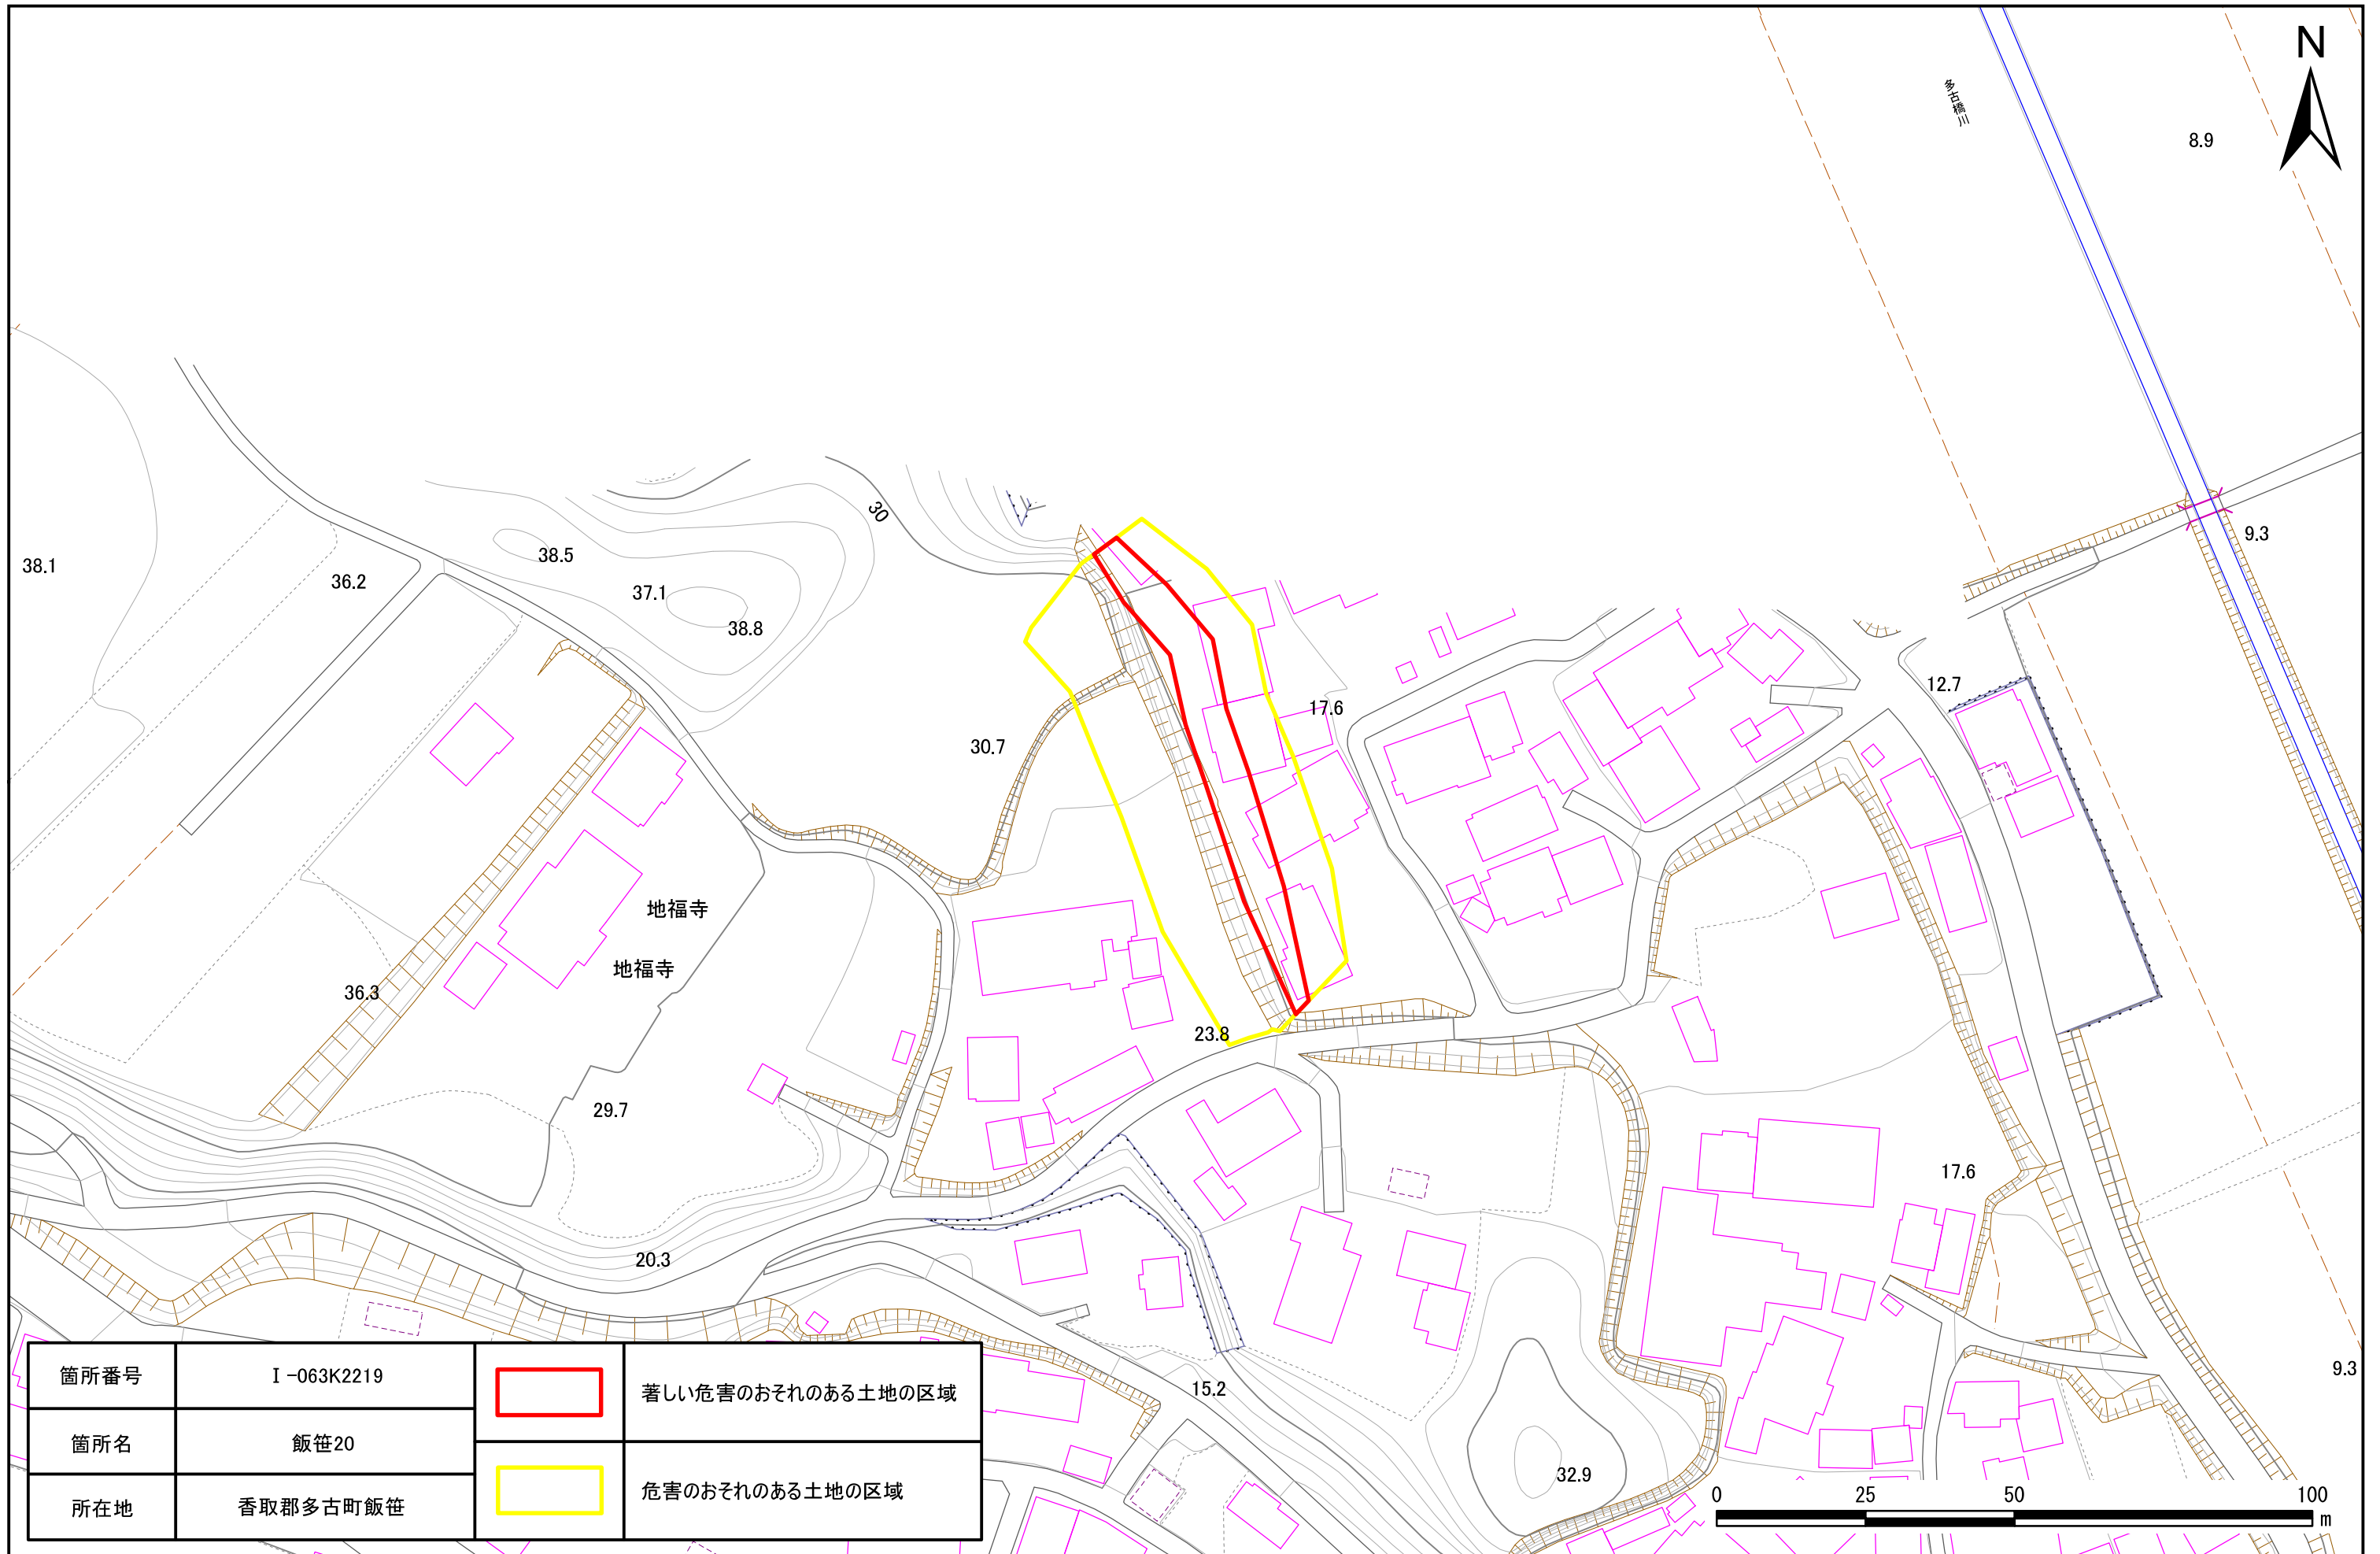 N
多古橋川
8.9
30
9.3
38.1
38.5
36.2
37.1
38.8
12.7
17.6
30.7
地福寺
地福寺
36.3
23.8
29.7
17.6
20.3
9.3
15.2
32.9
箇所番号 Ⅰ-063K2219
箇所名 飯笹20
所在地 香取郡多古町飯笹
著しい危害のおそれのある土地の区域
危害のおそれのある土地の区域
0 25 50 100
m